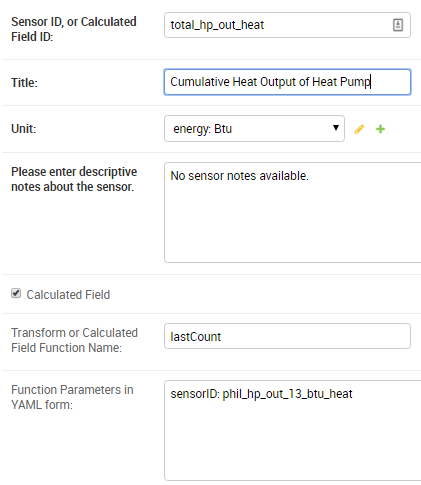 Sensor ID, or Calculated
Field ID:
total_hp_out_heat
Title:
Cumulative Heat Output of Heat Pump
Unit:
energy: Btu
Please enter descriptive
notes about the sensor.
No sensor notes available.
Calculated Field
Transform or Calculated
Field Function Name:
lastCount
Function Parameters in
YAML form:
sensorID: phil_hp_out_13_btu_heat